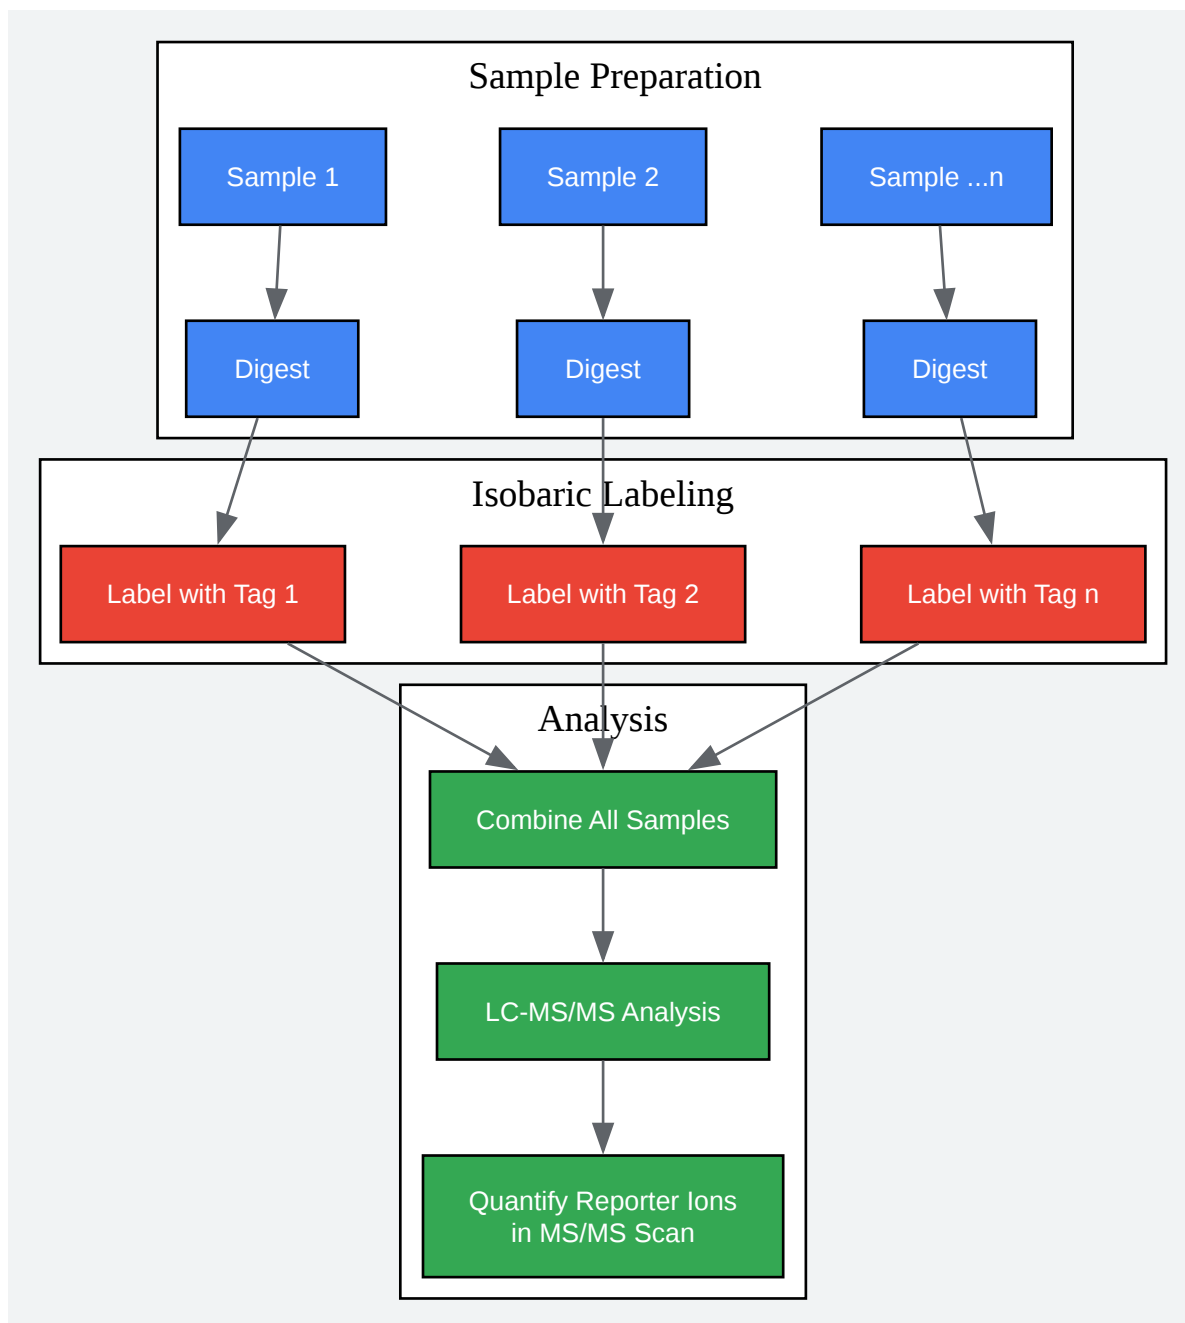 Sample Preparation
Sample 1
Sample 2
Sample ...n
Digest
Digest
Digest
Isobaric Labeling
Label with Tag 1
Label with Tag 2
Label with Tag n
Analysis
Combine All Samples
LC-MS/MS Analysis
Quantify Reporter Ions
in MS/MS Scan